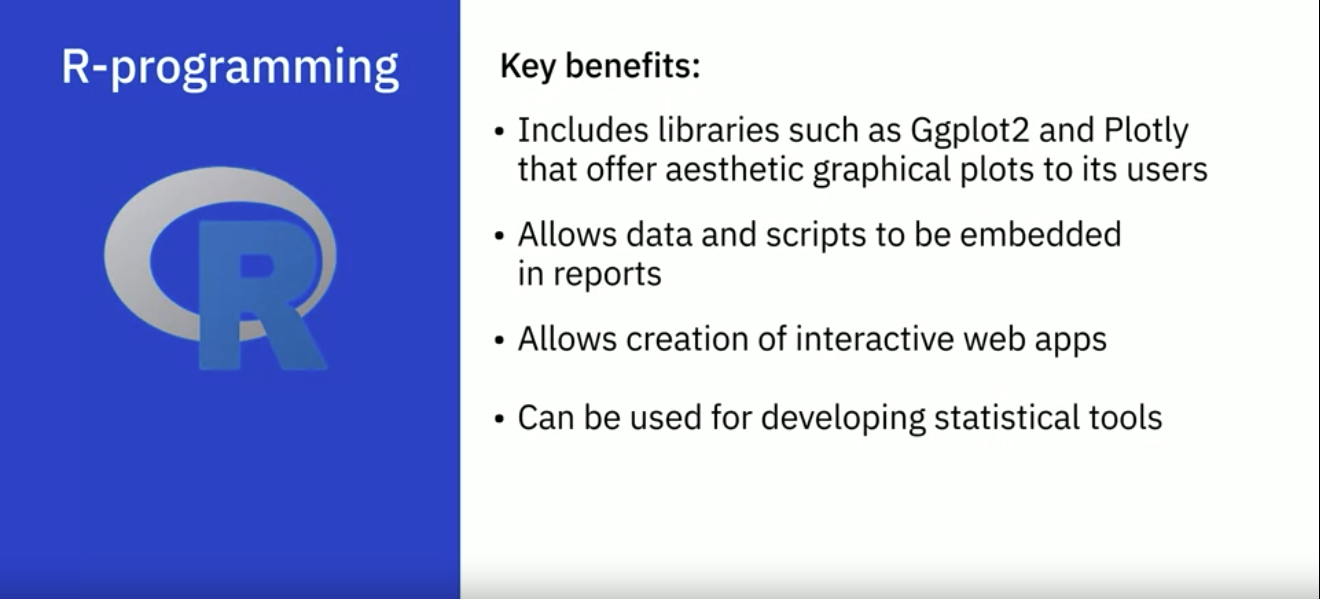 R-programming
R
Key benefits:
• Includes libraries such as Ggplot2 and Plotly
that offer aesthetic graphical plots to its users
• Allows data and scripts to be embedded
in reports
• Allows creation of interactive web apps
• Can be used for developing statistical tools